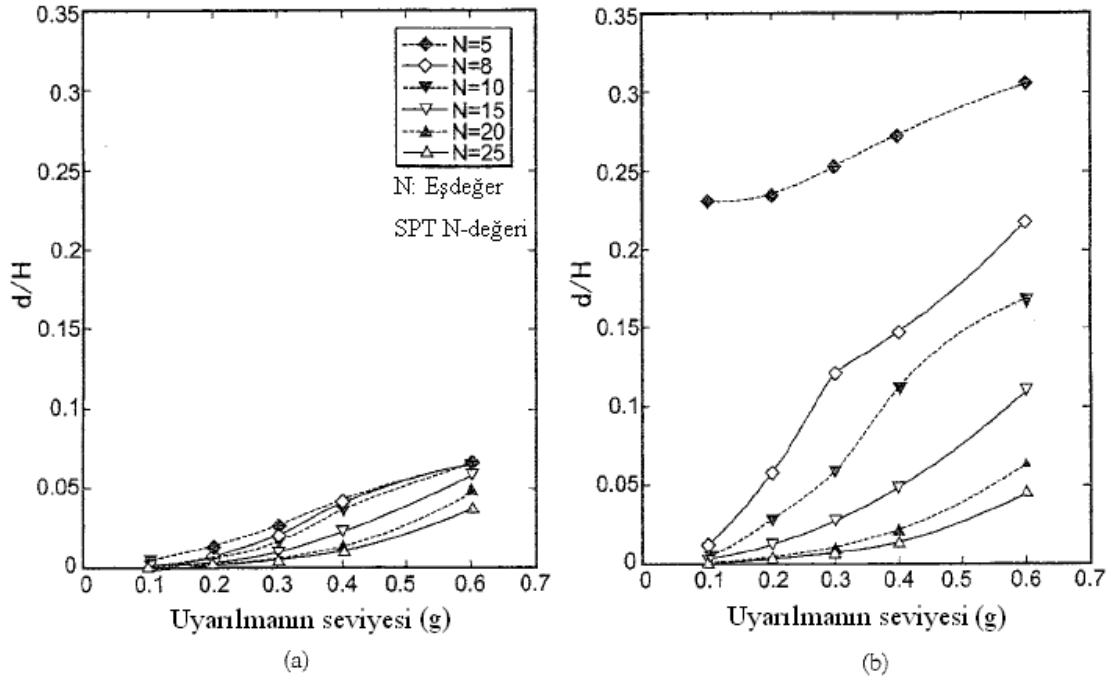 0.35
0.3
0.25
0.2
0.15
0.1
0.05
0
d/H
N=5
N=8
N=10
N=15
N=20
N=25
N: Eşdeğer
SPT N-değeri
0 0.1 0.2 0.3 0.4 0.5 0.6 0.7
Uyarılmanın seviyesi (g)
(a)
0.35
0.3
0.25
0.2
0.15
0.1
0.05
0
d/H
0 0.1 0.2 0.3 0.4 0.5 0.6 0.7
Uyarılmanın seviyesi (g)
(b)